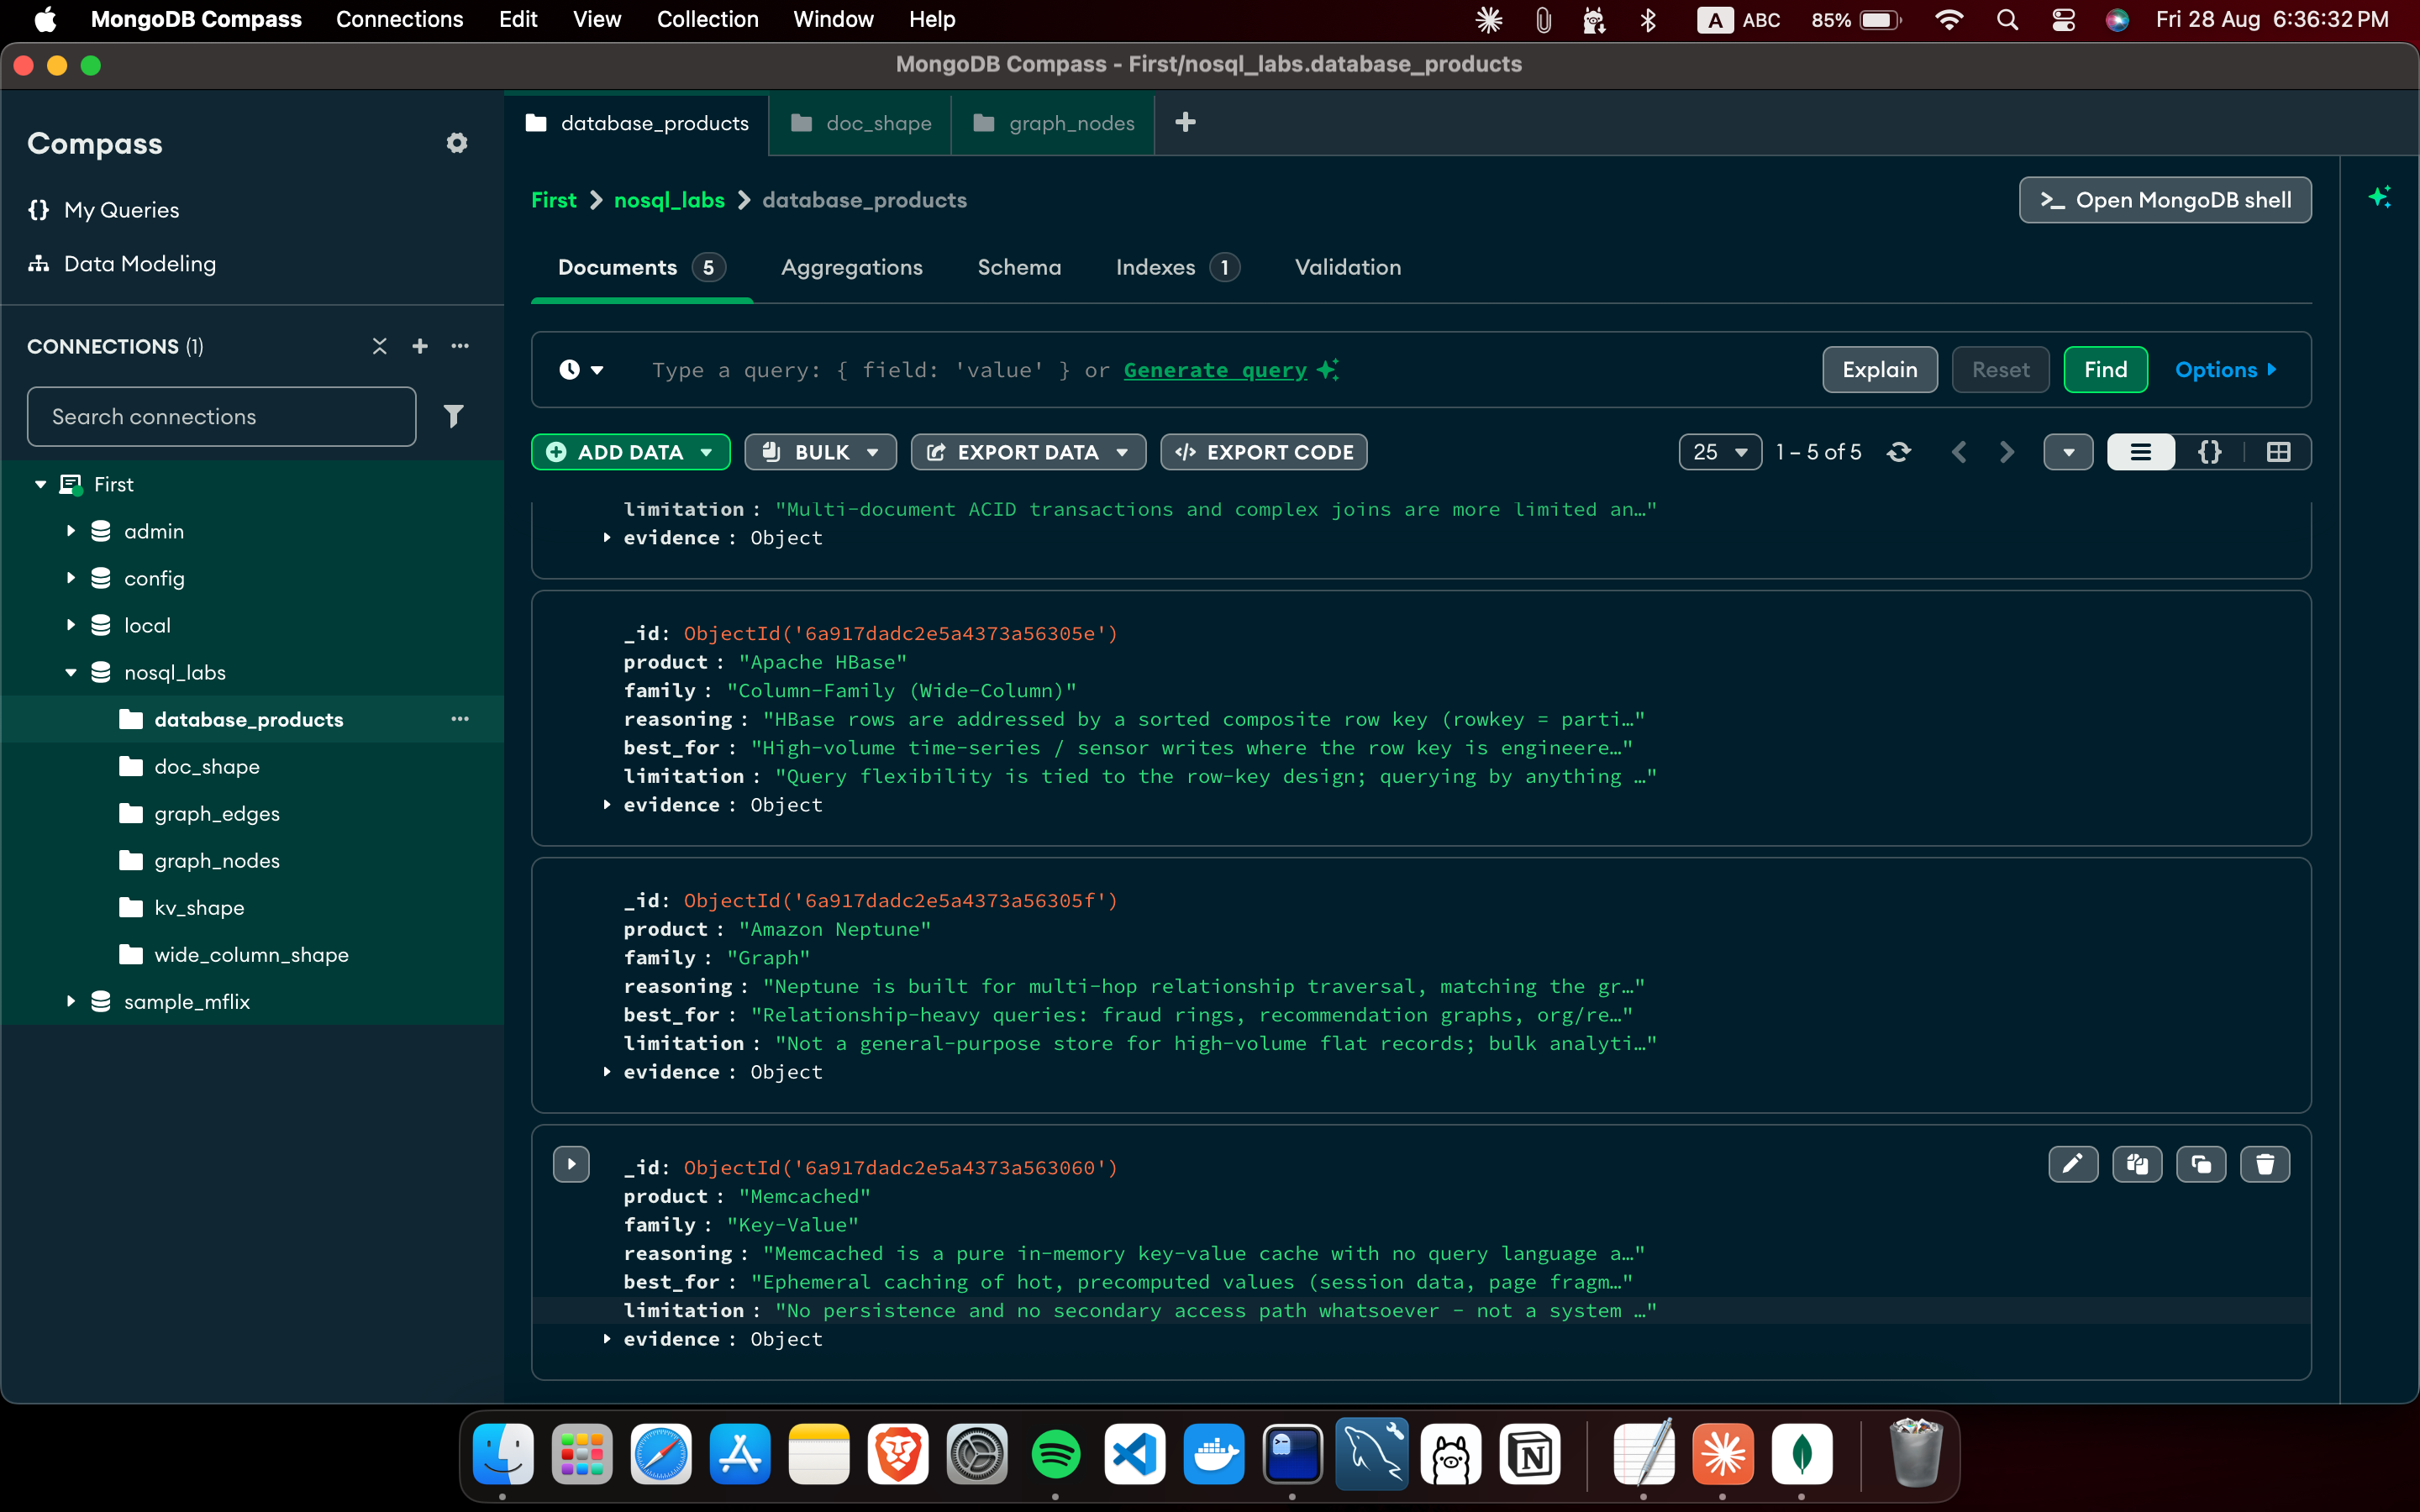 MongoDB Compass Connections Edit View Collection Window Help
A ABC 85% Fri 28 Aug 6:36:32 PM
MongoDB Compass - First/nosql_labs.database_products
Compass
My Queries
Data Modeling
CONNECTIONS (1)
Search connections
First
admin
config
local
nosql_labs
database_products
doc_shape
graph_edges
graph_nodes
kv_shape
wide_column_shape
sample_mflix
database_products doc_shape graph_nodes
First > nosql_labs > database_products
Open MongoDB shell
Documents 5 Aggregations Schema Indexes 1 Validation
Type a query: { field: 'value' } or Generate query
Explain Reset Find Options
ADD DATA BULK EXPORT DATA EXPORT CODE
25 1 – 5 of 5
limitation : "Multi-document ACID transactions and complex joins are more limited an…"
evidence : Object
_id: ObjectId('6a917dadc2e5a4373a56305e')
product : "Apache HBase"
family : "Column-Family (Wide-Column)"
reasoning : "HBase rows are addressed by a sorted composite row key (rowkey = parti…"
best_for : "High-volume time-series / sensor writes where the row key is engineere…"
limitation : "Query flexibility is tied to the row-key design; querying by anything …"
evidence : Object
_id: ObjectId('6a917dadc2e5a4373a56305f')
product : "Amazon Neptune"
family : "Graph"
reasoning : "Neptune is built for multi-hop relationship traversal, matching the gr…"
best_for : "Relationship-heavy queries: fraud rings, recommendation graphs, org/re…"
limitation : "Not a general-purpose store for high-volume flat records; bulk analyti…"
evidence : Object
_id: ObjectId('6a917dadc2e5a4373a563060')
product : "Memcached"
family : "Key-Value"
reasoning : "Memcached is a pure in-memory key-value cache with no query language a…"
best_for : "Ephemeral caching of hot, precomputed values (session data, page fragm…"
limitation : "No persistence and no secondary access path whatsoever - not a system …"
evidence : Object